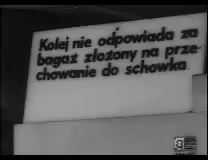 Kolej nie odpowiada za
bagaż złożony na prze-
chowanie do schowka.